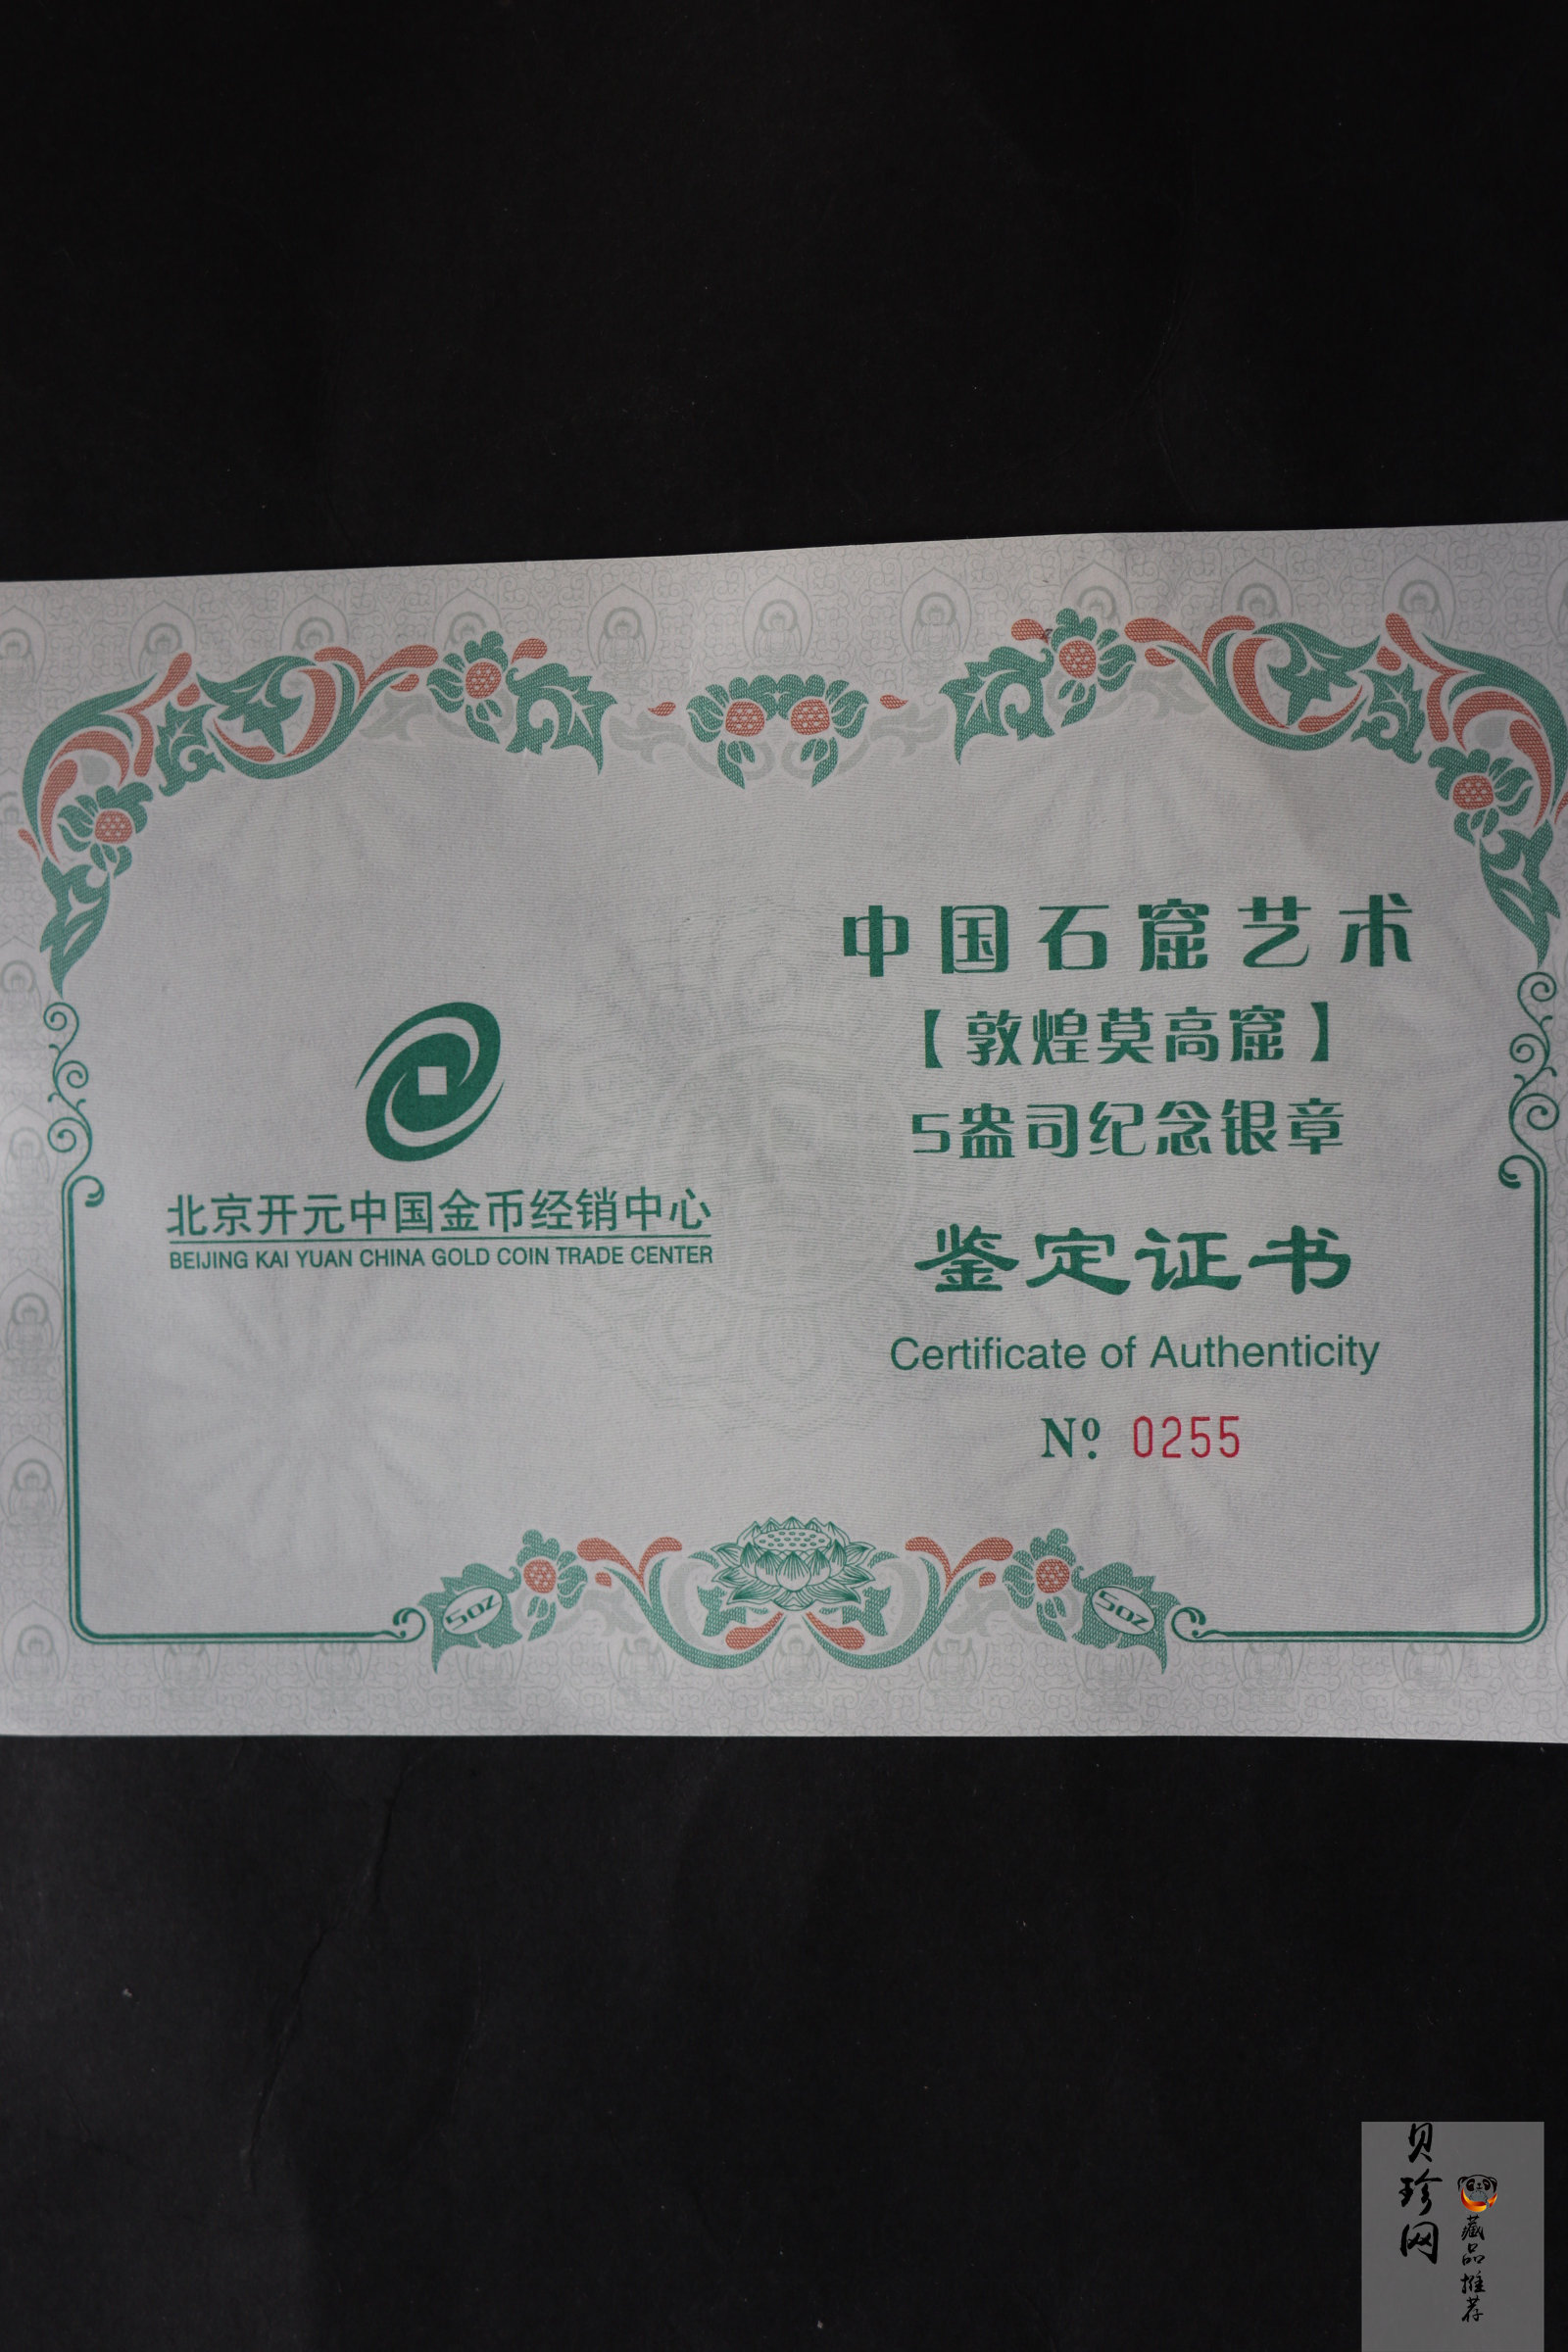 中国石窟艺术
【敦煌莫高窟】
5盎司纪念银章
鉴定证书
Certificate of Authenticity
Nº 0255
北京开元中国金币经销中心
BEIJING KAI YUAN CHINA GOLD COIN TRADE CENTER
5oz
5oz
贝珍网
藏品推荐